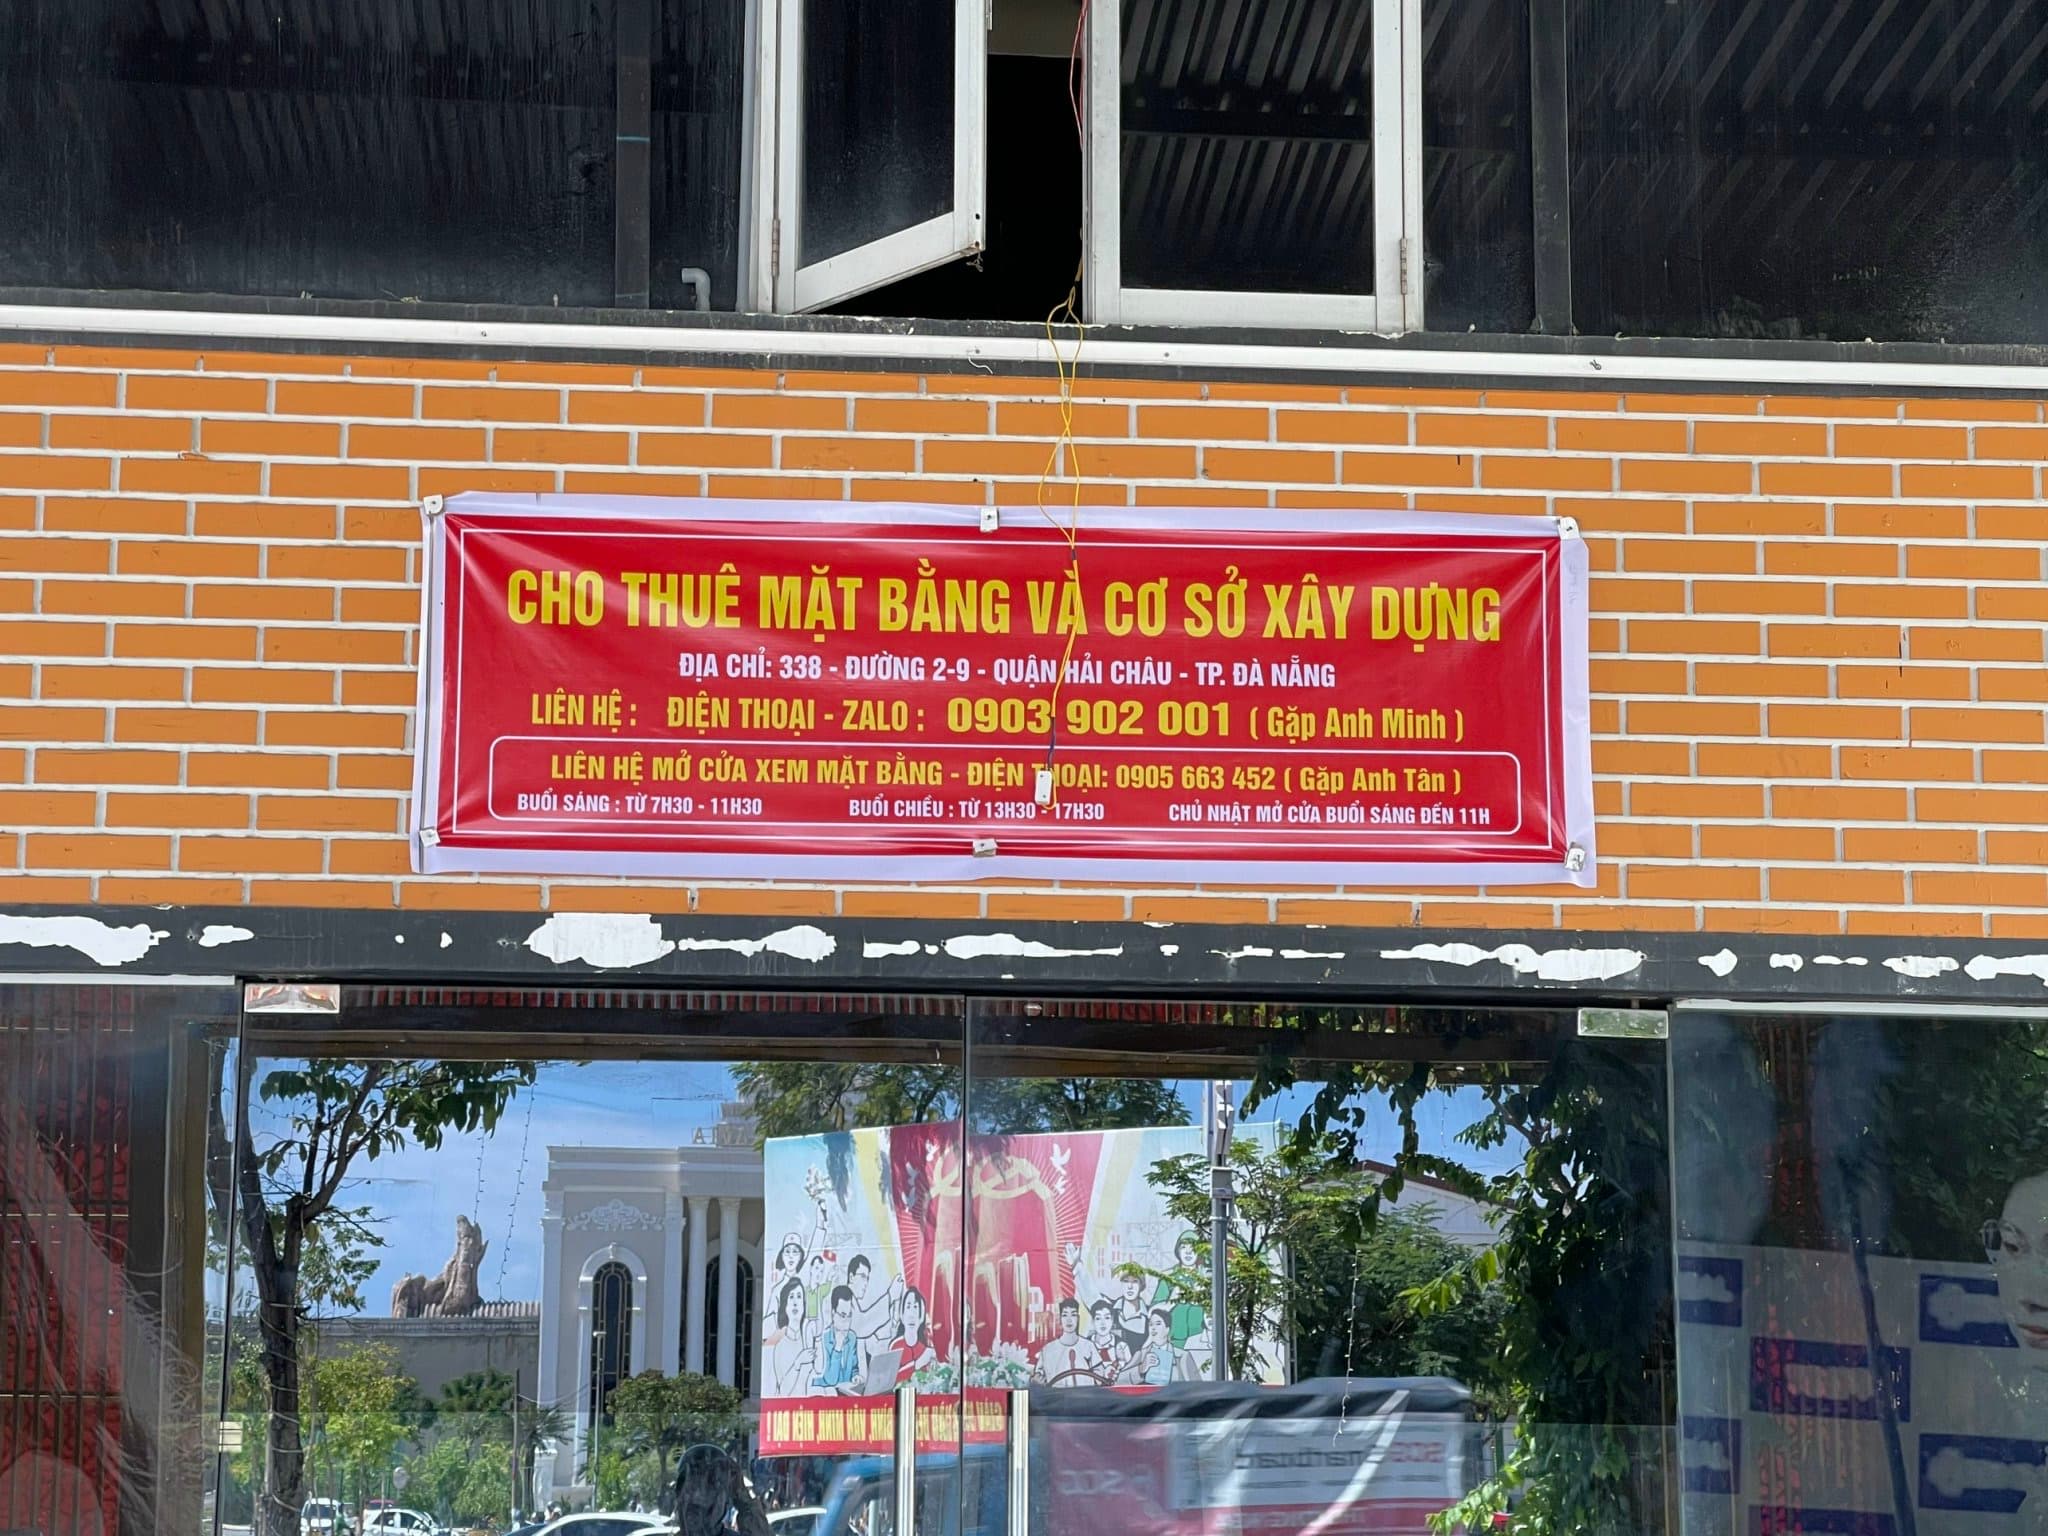 CHO THUÊ MẶT BẰNG VÀ CƠ SỞ XÂY DỰNG
ĐỊA CHỈ: 338 - ĐƯỜNG 2-9 - QUẬN HẢI CHÂU - TP. ĐÀ NẴNG
LIÊN HỆ : ĐIỆN THOẠI - ZALO : 0903 902 001 ( Gặp Anh Minh )
LIÊN HỆ MỞ CỬA XEM MẶT BẰNG - ĐIỆN THOẠI: 0905 663 452 ( Gặp Anh Tân )
BUỔI SÁNG : TỪ 7H30 - 11H30 BUỔI CHIỀU : TỪ 13H30 - 17H30 CHỦ NHẬT MỞ CỬA BUỔI SÁNG ĐẾN 11H